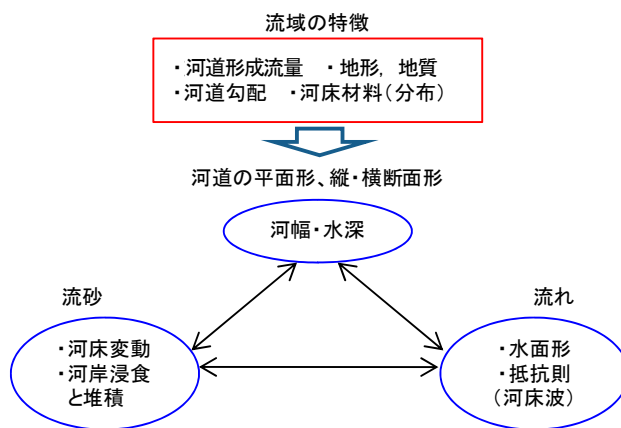 流域の特徴
・河道形成流量 ・地形, 地質
・河道勾配 ・河床材料(分布)
河道の平面形、縦・横断面形
河幅・水深
流砂
・河床変動
・河岸浸食
と堆積
流れ
・水面形
・抵抗則
(河床波)